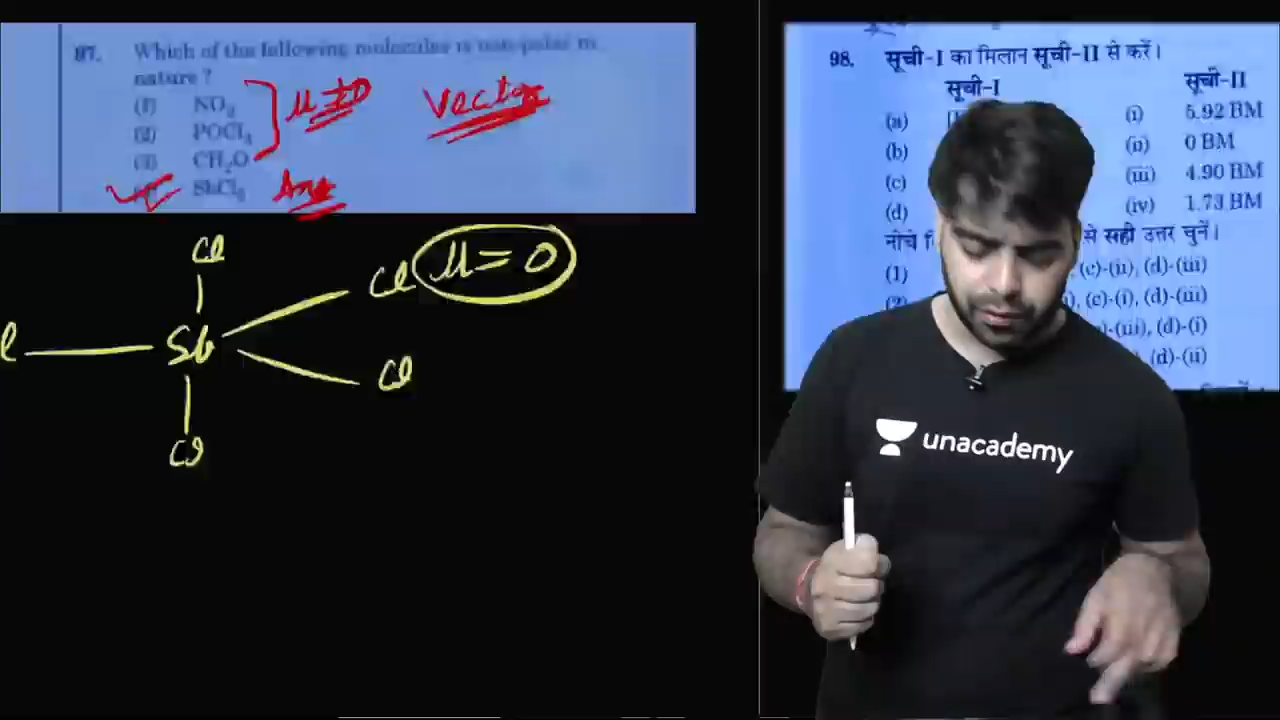 97. Which of the following molecules is non-polar in
nature ?
(1) NO₂
(2) POCl₃
(3) CH₂O
SbCl₅
μ ≠ 0
Vector
Ans
Cl
Cl
μ = 0
Sb
Cl
Cl
98. सूची-I का मिलान सूची-II से करें।
सूची-I सूची-II
(a) (i) 5.92 BM
(b) (ii) 0 BM
(c) (iii) 4.90 BM
(d) (iv) 1.73 BM
नीचे से सही उत्तर चुनें।
(1) , (c)-(ii), (d)-(iii)
(2) , (c)-(i), (d)-(iii)
-(iii), (d)-(i)
, (d)-(ii)
unacademy